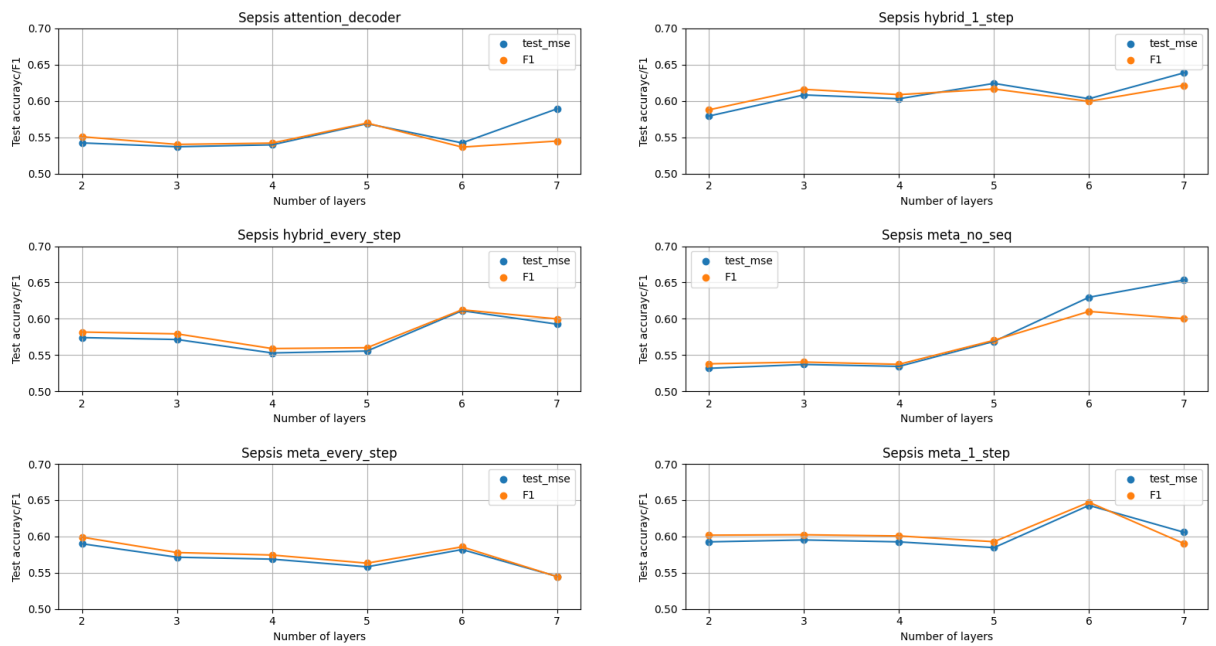 Sepsis attention_decoder
Test accurayc/F1
0.70
0.65
0.60
0.55
0.50
test_mse
F1
2 3 4 5 6 7
Number of layers
Sepsis hybrid_1_step
Test accurayc/F1
0.70
0.65
0.60
0.55
0.50
test_mse
F1
2 3 4 5 6 7
Number of layers
Sepsis hybrid_every_step
Test accurayc/F1
0.70
0.65
0.60
0.55
0.50
test_mse
F1
2 3 4 5 6 7
Number of layers
Sepsis meta_no_seq
Test accurayc/F1
0.70
0.65
0.60
0.55
0.50
test_mse
F1
2 3 4 5 6 7
Number of layers
Sepsis meta_every_step
Test accurayc/F1
0.70
0.65
0.60
0.55
0.50
test_mse
F1
2 3 4 5 6 7
Number of layers
Sepsis meta_1_step
Test accurayc/F1
0.70
0.65
0.60
0.55
0.50
test_mse
F1
2 3 4 5 6 7
Number of layers